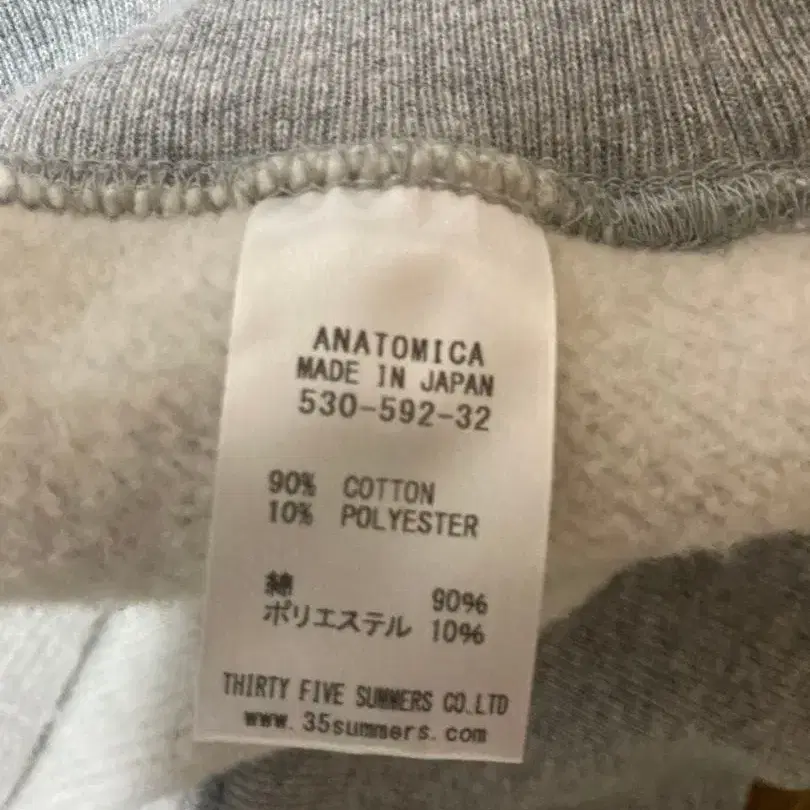 ANATOMICA
MADE IN JAPAN
530-592-32
90% COTTON
10% POLYESTER
綿 90%
ポリエステル 10%
THIRTY FIVE SUMMERS CO.LTD
www.35summers.com